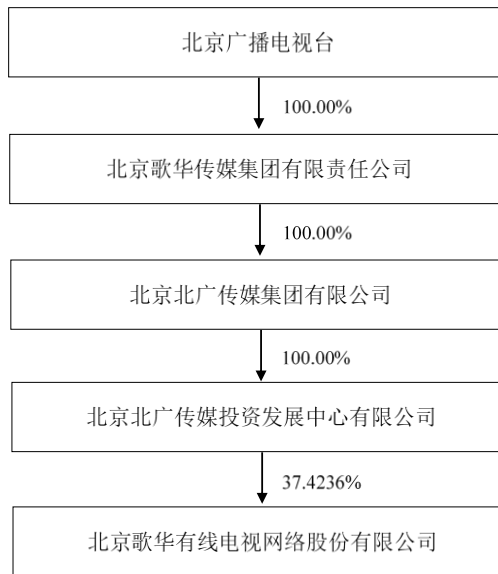 北京广播电视台
100.00%
北京歌华传媒集团有限责任公司
100.00%
北京北广传媒集团有限公司
100.00%
北京北广传媒投资发展中心有限公司
37.4236%
北京歌华有线电视网络股份有限公司